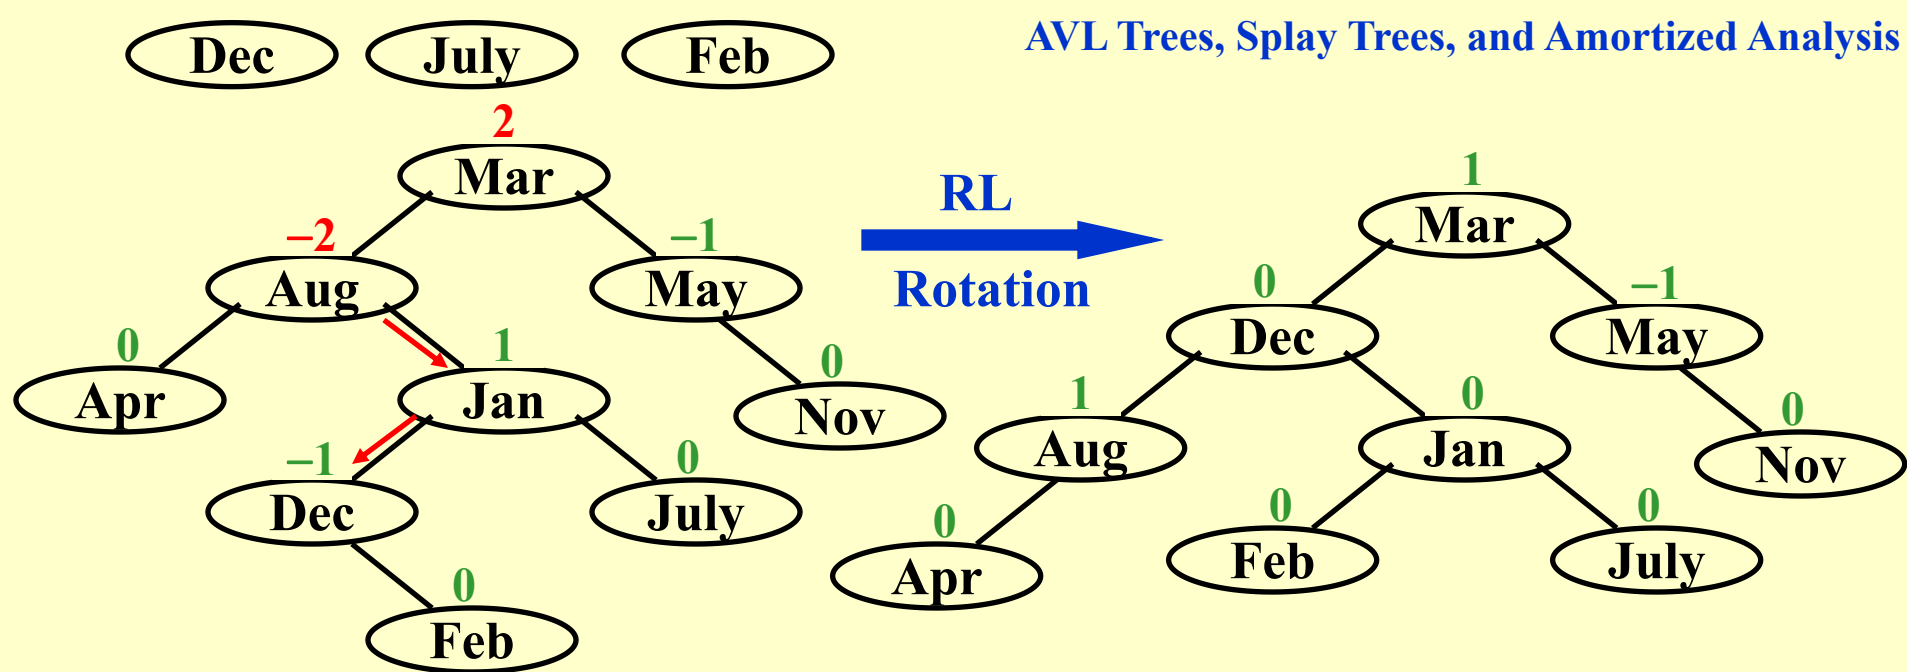 AVL Trees, Splay Trees, and Amortized Analysis
Dec July Feb
2
Mar
−2 −1
Aug May
0 1 0
Apr Jan Nov
−1 0
Dec July
0
Feb
RL
Rotation
1
Mar
0 −1
Dec May
1 0 0
Aug Jan Nov
0 0 0
Apr Feb July